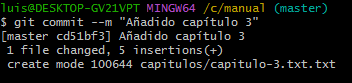 luis@DESKTOP-GV21VPT MINGW64 /c/manual (master)
$ git commit --m "Añadido capítulo 3"
[master cd51bf3] Añadido capítulo 3
 1 file changed, 5 insertions(+)
 create mode 100644 capitulos/capitulo-3.txt.txt